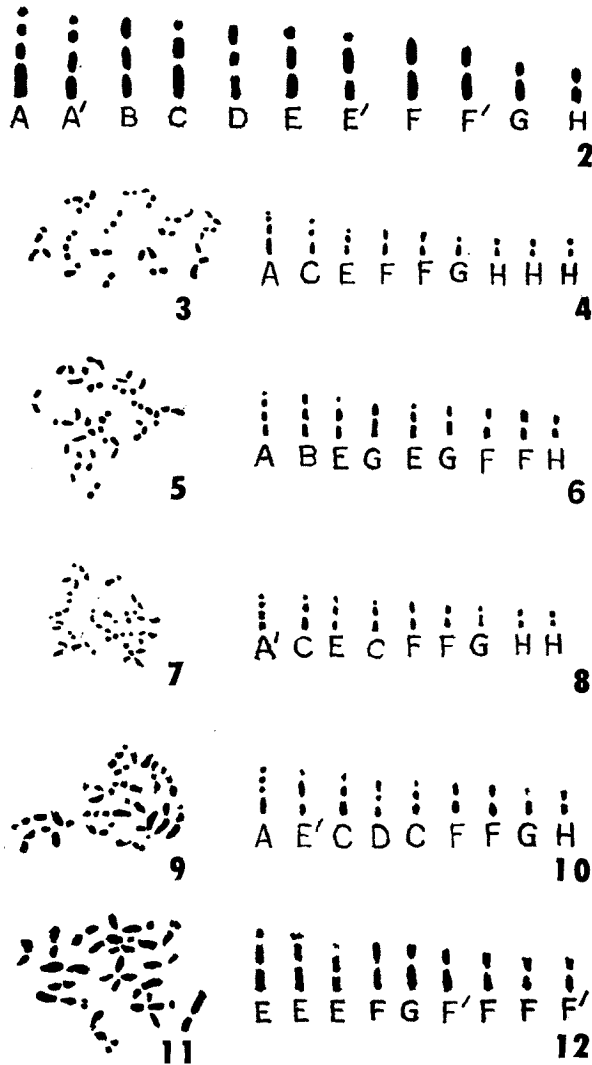 A A' B C D E E' F F' G H
2
A C E F F G H H H
3 4
A B E G E G F F H
5 6
A' C E C F F G H H
7 8
A E' C D C F F G H
9 10
E E E F G F' F F F'
11 12